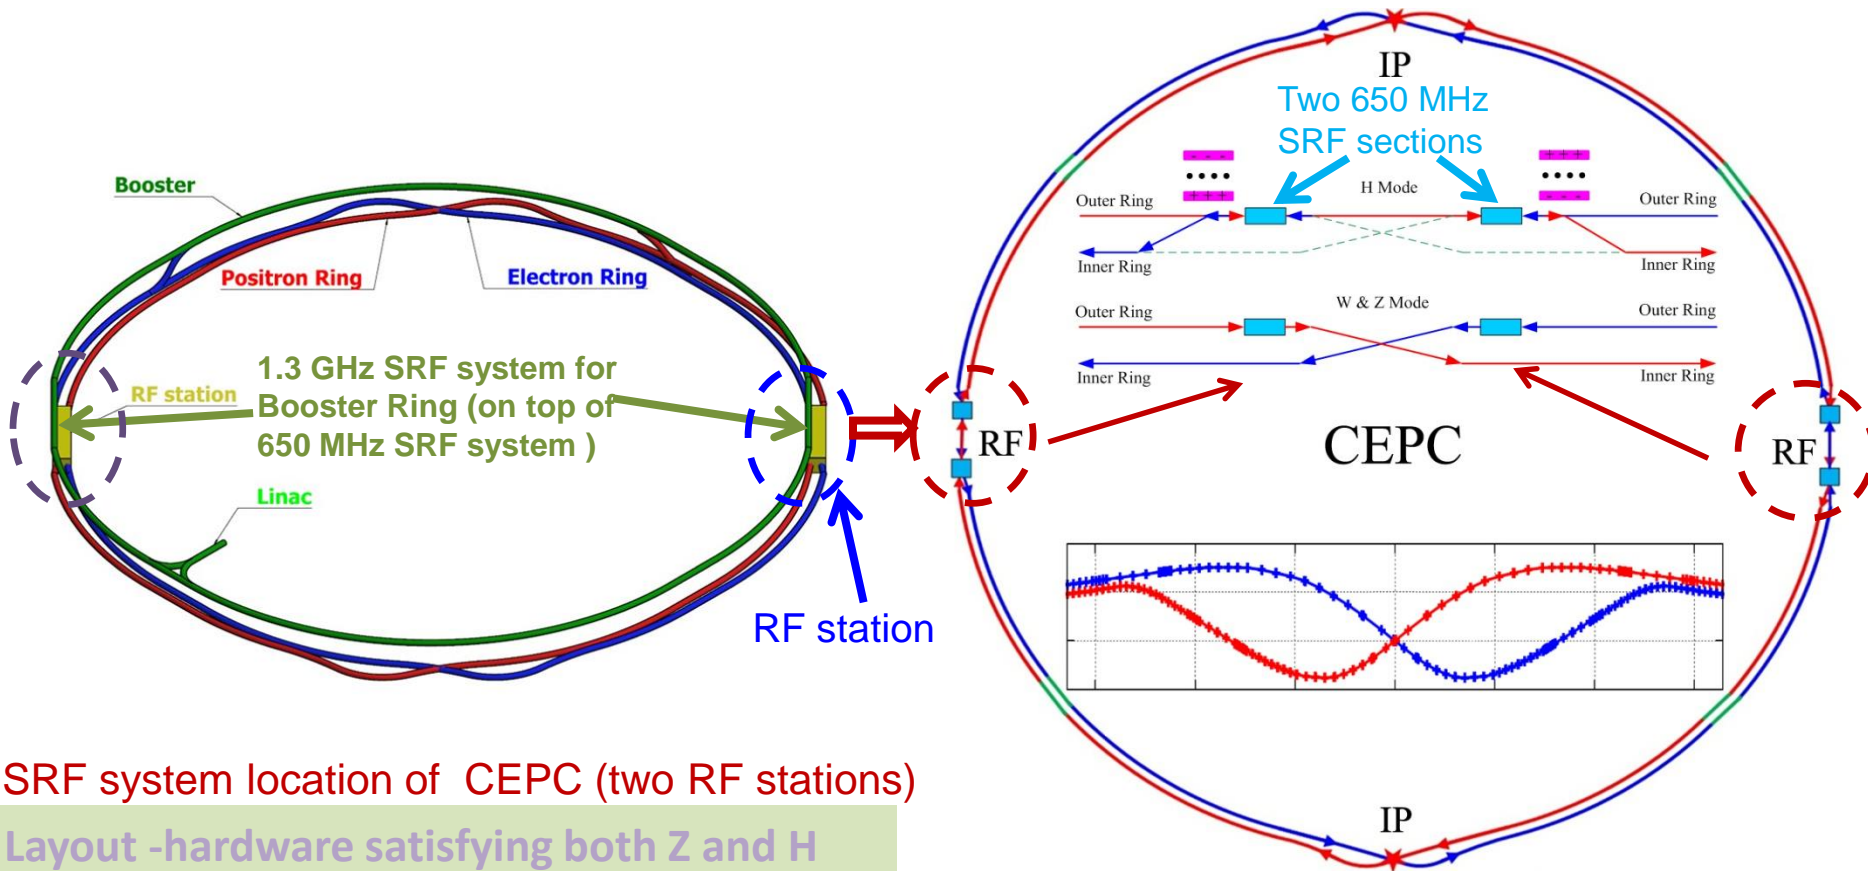 Booster
Positron Ring
Electron Ring
RF station
1.3 GHz SRF system for
Booster Ring (on top of
650 MHz SRF system )
Linac
RF station
SRF system location of CEPC (two RF stations)
Layout -hardware satisfying both Z and H
IP
Two 650 MHz
SRF sections
- - -
+ + +
+ + +
- - -
H Mode
Outer Ring
Outer Ring
Inner Ring
Inner Ring
W & Z Mode
Outer Ring
Outer Ring
Inner Ring
Inner Ring
RF
CEPC
RF
IP